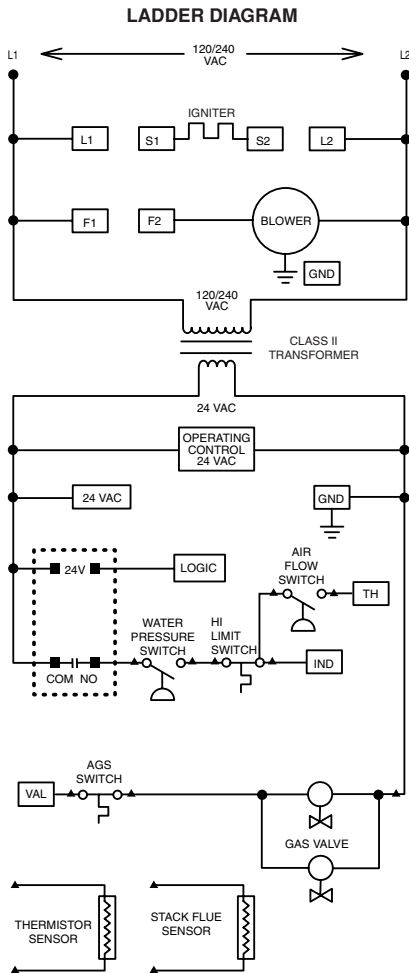 LADDER DIAGRAM
L1
120/240
VAC
L2
IGNITER
L1
S1
S2
L2
F1
F2
BLOWER
GND
120/240
VAC
CLASS II
TRANSFORMER
24 VAC
OPERATING
CONTROL
24 VAC
24 VAC
GND
24V
LOGIC
AIR
FLOW
SWITCH
TH
WATER
PRESSURE
SWITCH
HI
LIMIT
SWITCH
COM NO
IND
AGS
SWITCH
VAL
GAS VALVE
THERMISTOR
SENSOR
STACK FLUE
SENSOR